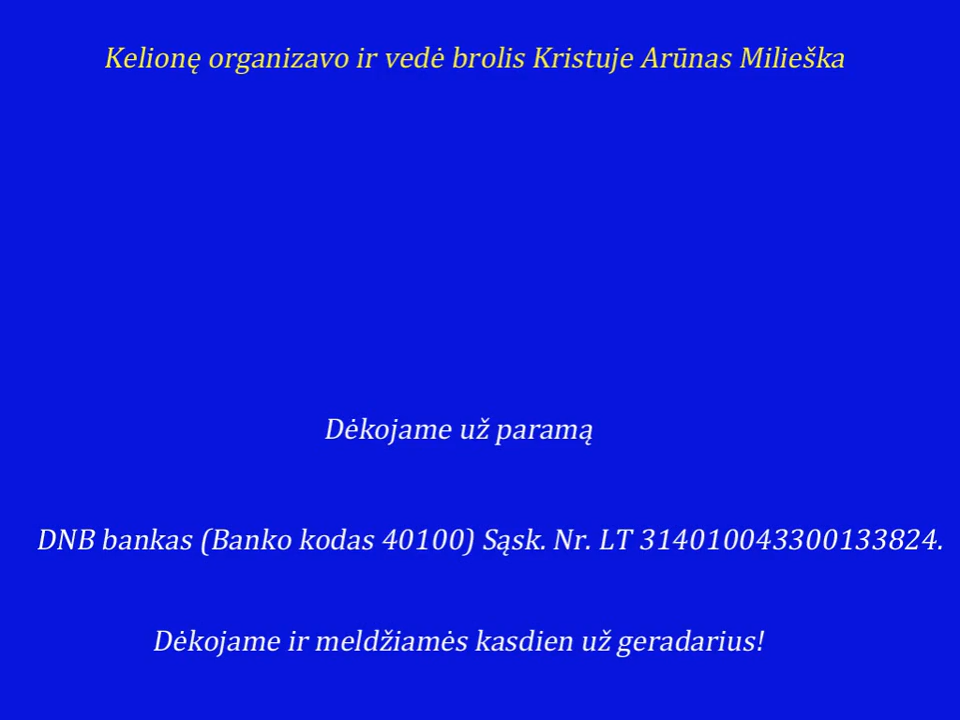 Kelionę organizavo ir vedė brolis Kristuje Arūnas Milieška
Dėkojame už paramą
DNB bankas (Banko kodas 40100) Sąsk. Nr. LT 314010043300133824.
Dėkojame ir meldžiamės kasdien už geradarius!